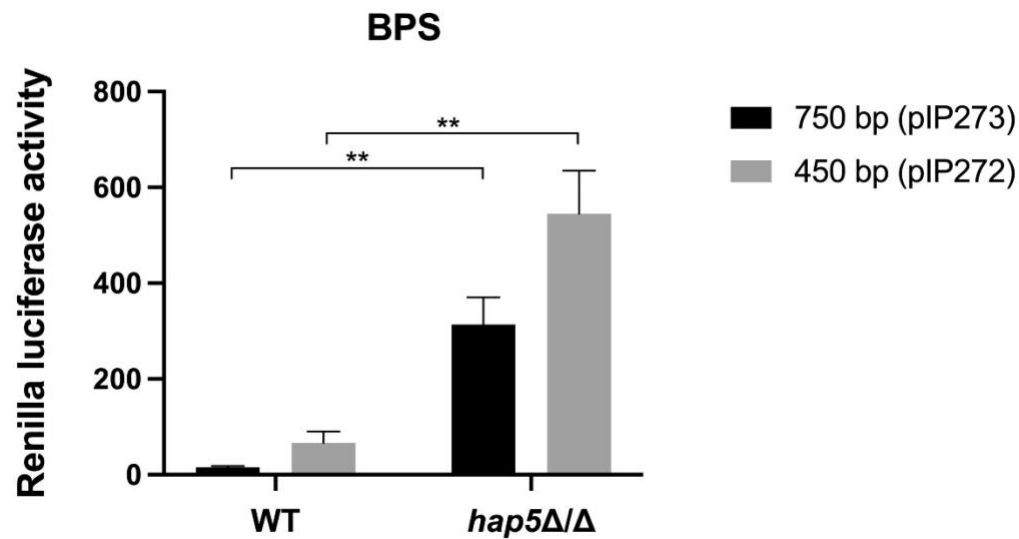 BPS
Renilla luciferase activity
800
600
400
200
0
**
**
WT
hap5Δ/Δ
750 bp (pIP273)
450 bp (pIP272)